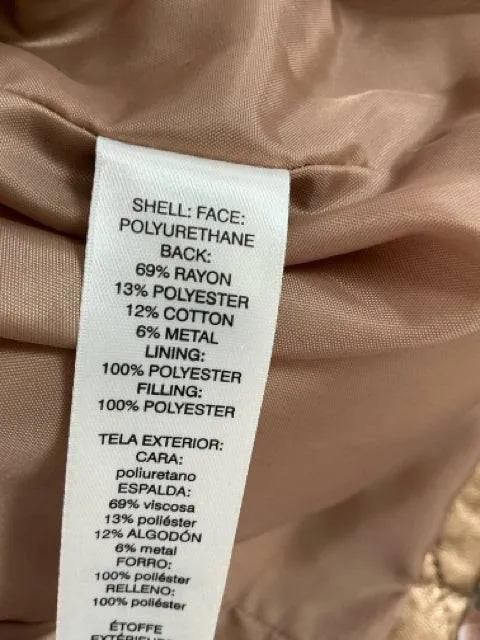 SHELL: FACE:
POLYURETHANE
BACK:
69% RAYON
13% POLYESTER
12% COTTON
6% METAL
LINING:
100% POLYESTER
FILLING:
100% POLYESTER
TELA EXTERIOR:
CARA:
poliuretano
ESPALDA:
69% viscosa
13% poliéster
12% ALGODÓN
6% metal
FORRO:
100% poliéster
RELLENO:
100% poliéster
ÉTOFFE
EXTÉRIEURE: